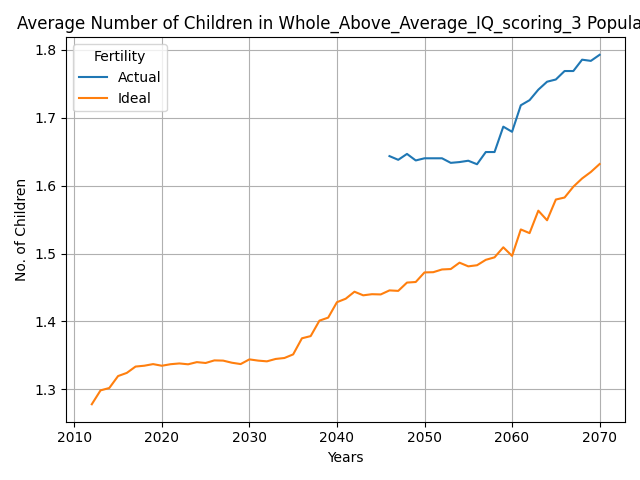 Average Number of Children in Whole_Above_Average_IQ_scoring_3 Popula
Fertility
Actual
Ideal
No. of Children
1.8
1.7
1.6
1.5
1.4
1.3
2010 2020 2030 2040 2050 2060 2070
Years